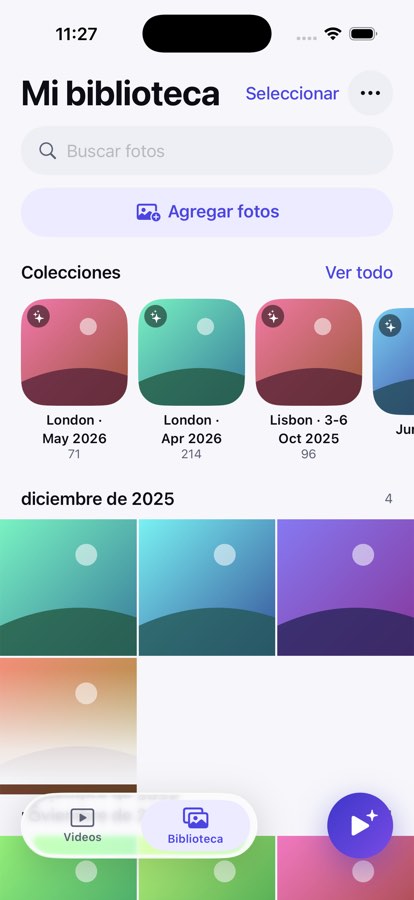 11:27
Mi biblioteca
Seleccionar
Buscar fotos
Agregar fotos
Colecciones
Ver todo
London ·
May 2026
71
London ·
Apr 2026
214
Lisbon · 3-6
Oct 2025
96
diciembre de 2025
4
Videos
Biblioteca